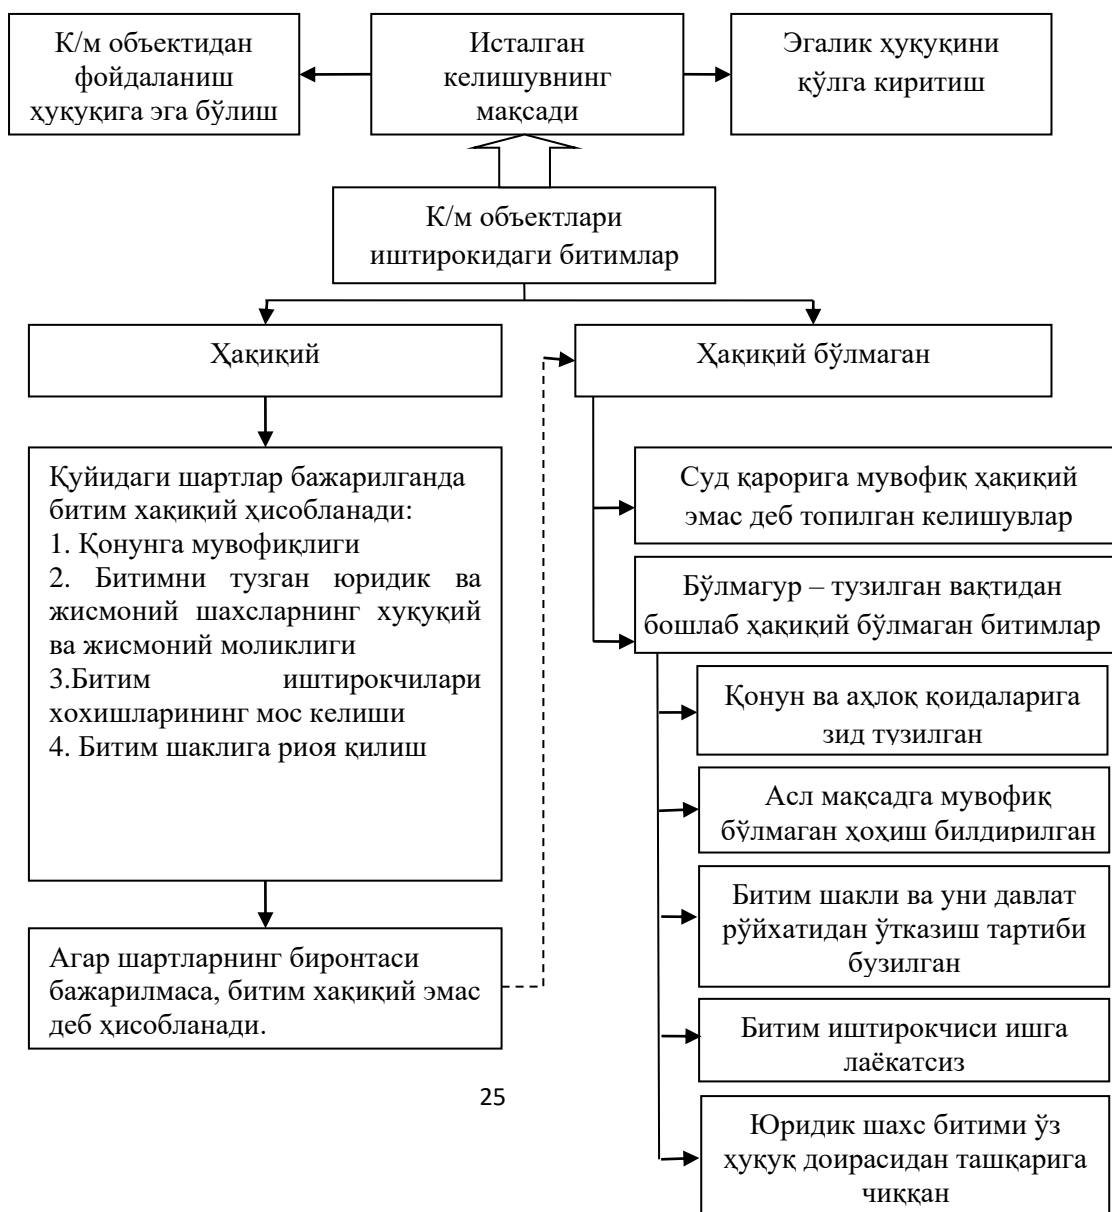 К/м объектидан
фойдаланиш
ҳуқуқига эга бўлиш
Исталган
келишувнинг
мақсади
Эгалик ҳуқуқини
қўлга киритиш
К/м объектлари
иштирокидаги битимлар
Ҳақиқий
Ҳақиқий бўлмаган
Қуйидаги шартлар бажарилганда
битим хақиқий ҳисобланади:
1. Қонунга мувофиқлиги
2. Битимни тузган юридик ва
жисмоний шахсларнинг хуқуқий
ва жисмоний моликлиги
3.Битим иштирокчилари
хохишларининг мос келиши
4. Битим шаклига риоя қилиш
Агар шартларнинг биронтаси
бажарилмаса, битим хақиқий эмас
деб ҳисобланади.
Суд қарорига мувофиқ ҳақиқий
эмас деб топилган келишувлар
Бўлмагур – тузилган вақтидан
бошлаб ҳақиқий бўлмаган битимлар
Қонун ва аҳлоқ қоидаларига
зид тузилган
Асл мақсадга мувофиқ
бўлмаган ҳоҳиш билдирилган
Битим шакли ва уни давлат
рўйхатидан ўтказиш тартиби
бузилган
Битим иштирокчиси ишга
лаёкатсиз
Юридик шахс битими ўз
ҳуқуқ доирасидан ташқарига
чиққан
25